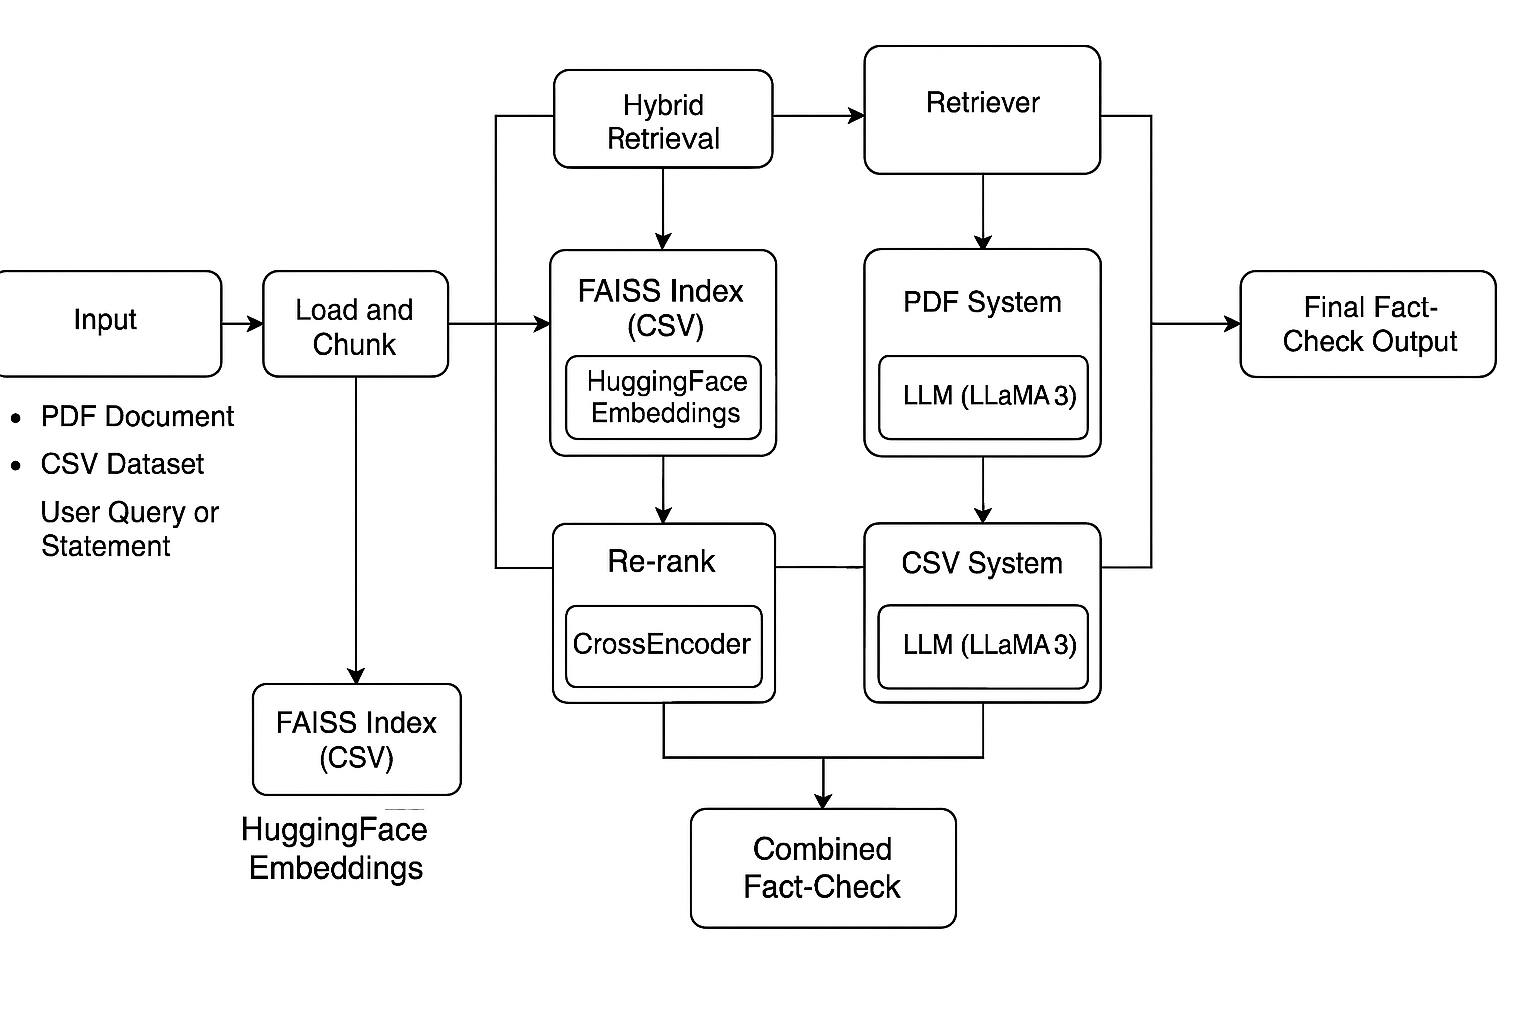 Input
• PDF Document
• CSV Dataset
User Query or
Statement
Load and
Chunk
FAISS Index
(CSV)
HuggingFace
Embeddings
Hybrid
Retrieval
FAISS Index
(CSV)
HuggingFace
Embeddings
Re-rank
CrossEncoder
Retriever
PDF System
LLM (LLaMA 3)
CSV System
LLM (LLaMA 3)
Combined
Fact-Check
Final Fact-
Check Output